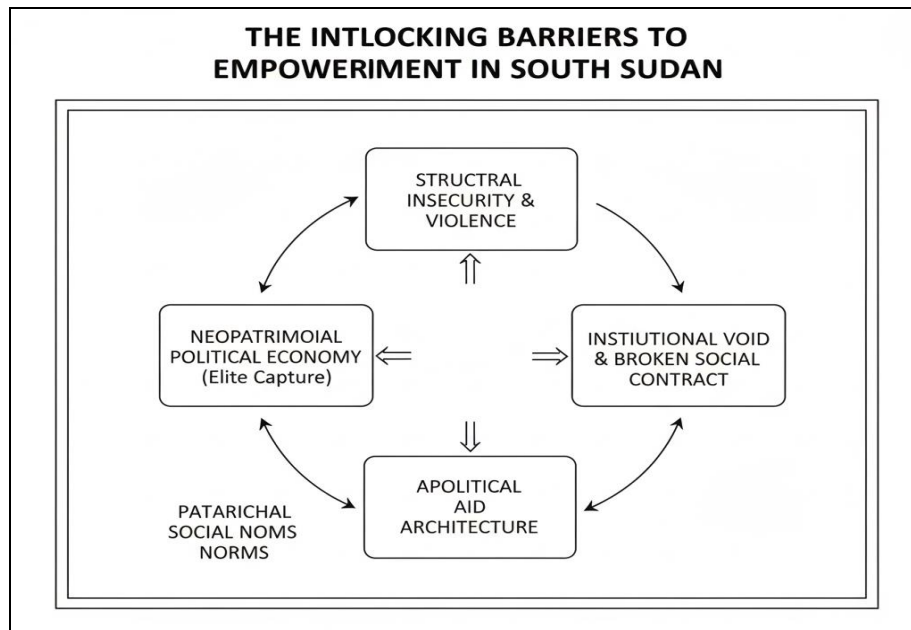 THE INTLOCKING BARRIERS TO
EMPOWERIMENT IN SOUTH SUDAN
STRUCTRAL
INSECURITY &
VIOLENCE
NEOPATRIMOIAL
POLITICAL ECONOMY
(Elite Capture)
INSTIUTIONAL VOID
& BROKEN SOCIAL
CONTRACT
APOLITICAL
AID
ARCHITECTURE
PATARICHAL
SOCIAL NOMS
NORMS